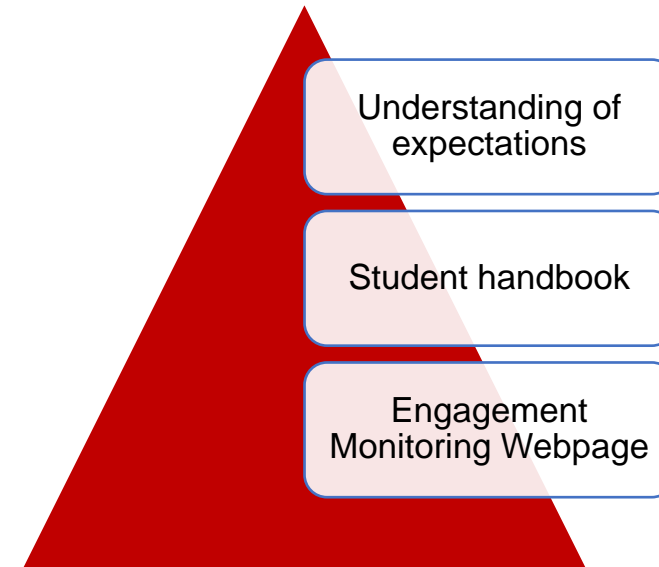 Understanding of
expectations
Student handbook
Engagement
Monitoring Webpage